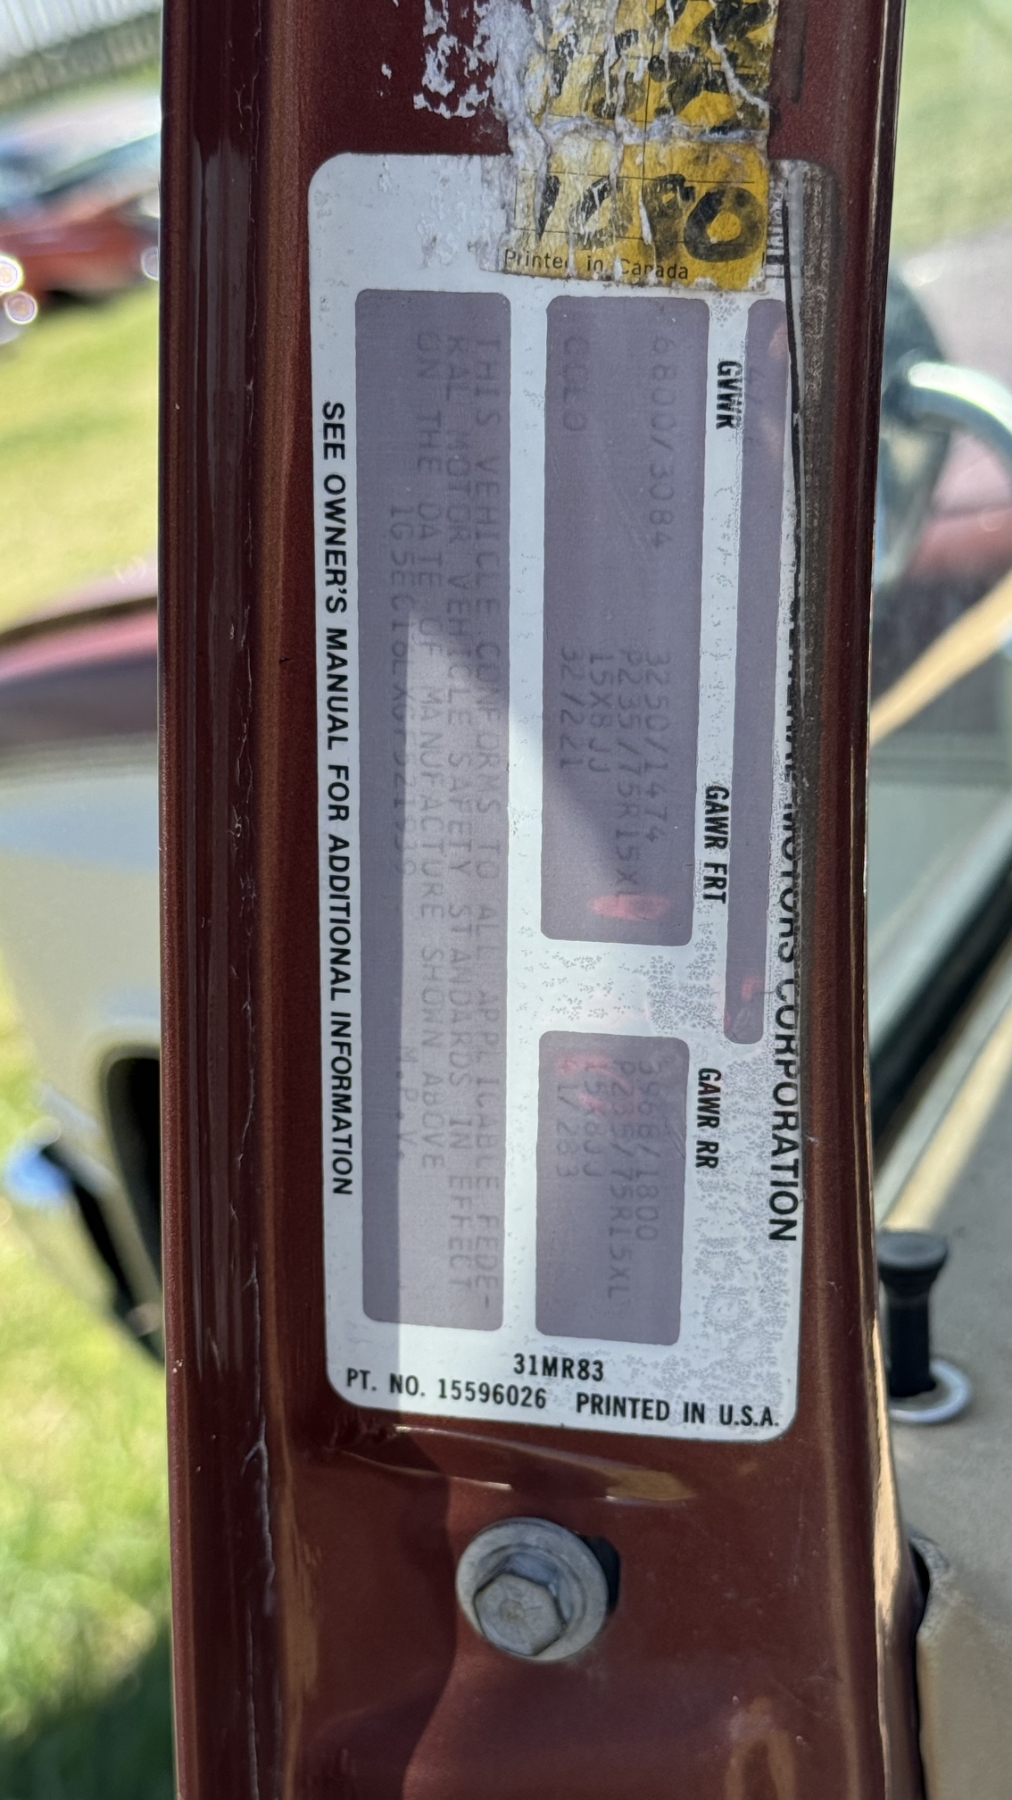 Printed in Canada
MOTORS CORPORATION
GVWR GAWR FRT GAWR RR
6800/3084 3250/1474 3968/1800
P235/75R15XL P235/75R15XL
15X8JJ 15X8JJ
32/221 41/283
THIS VEHICLE CONFORMS TO ALL APPLICABLE FEDE-
RAL MOTOR VEHICLE SAFETY STANDARDS IN EFFECT
ON THE DATE OF MANUFACTURE SHOWN ABOVE
M.P.V.
SEE OWNER'S MANUAL FOR ADDITIONAL INFORMATION
31MR83
PT. NO. 15596026 PRINTED IN U.S.A.